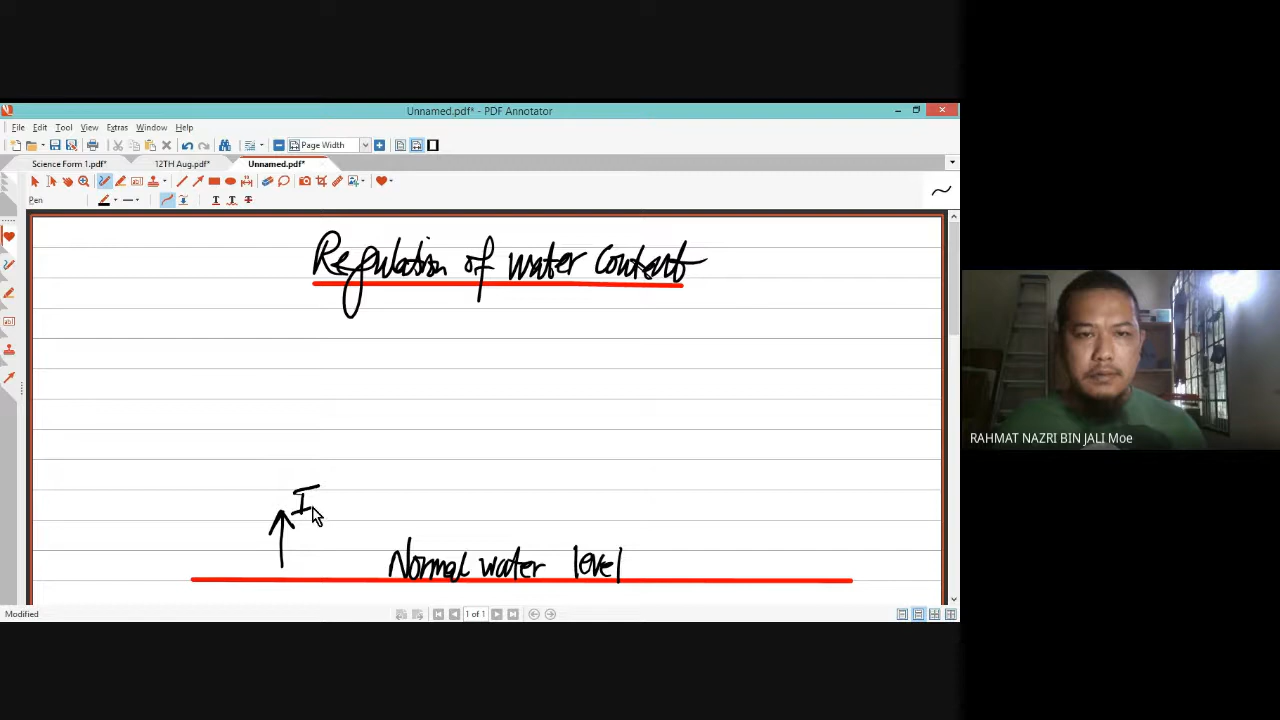 Unnamed.pdf* - PDF Annotator
File Edit Tool View Extras Window Help
Page Width
Science Form 1.pdf* 12TH Aug.pdf* Unnamed.pdf*
Pen
Regulation of water content
I
Normal water level
Modified
1 of 1
RAHMAT NAZRI BIN JALI Moe